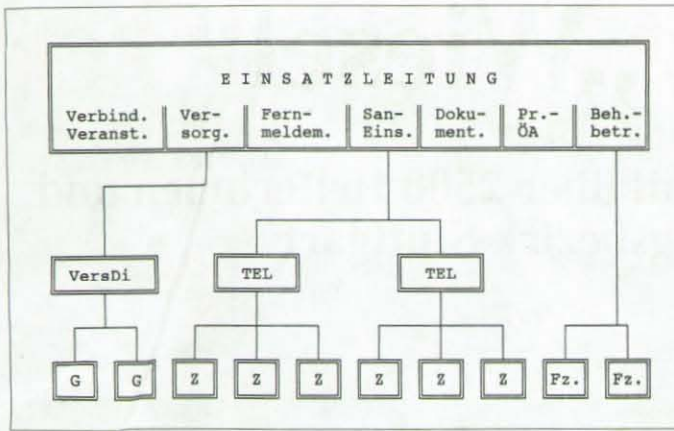 E I N S A T Z L E I T U N G
Verbind. Ver- Fern- San- Doku- Pr.- Beh.-
Veranst. sorg. meldem. Eins. ment. ÖA betr.
VersDi TEL TEL
G G Z Z Z Z Z Z Fz. Fz.